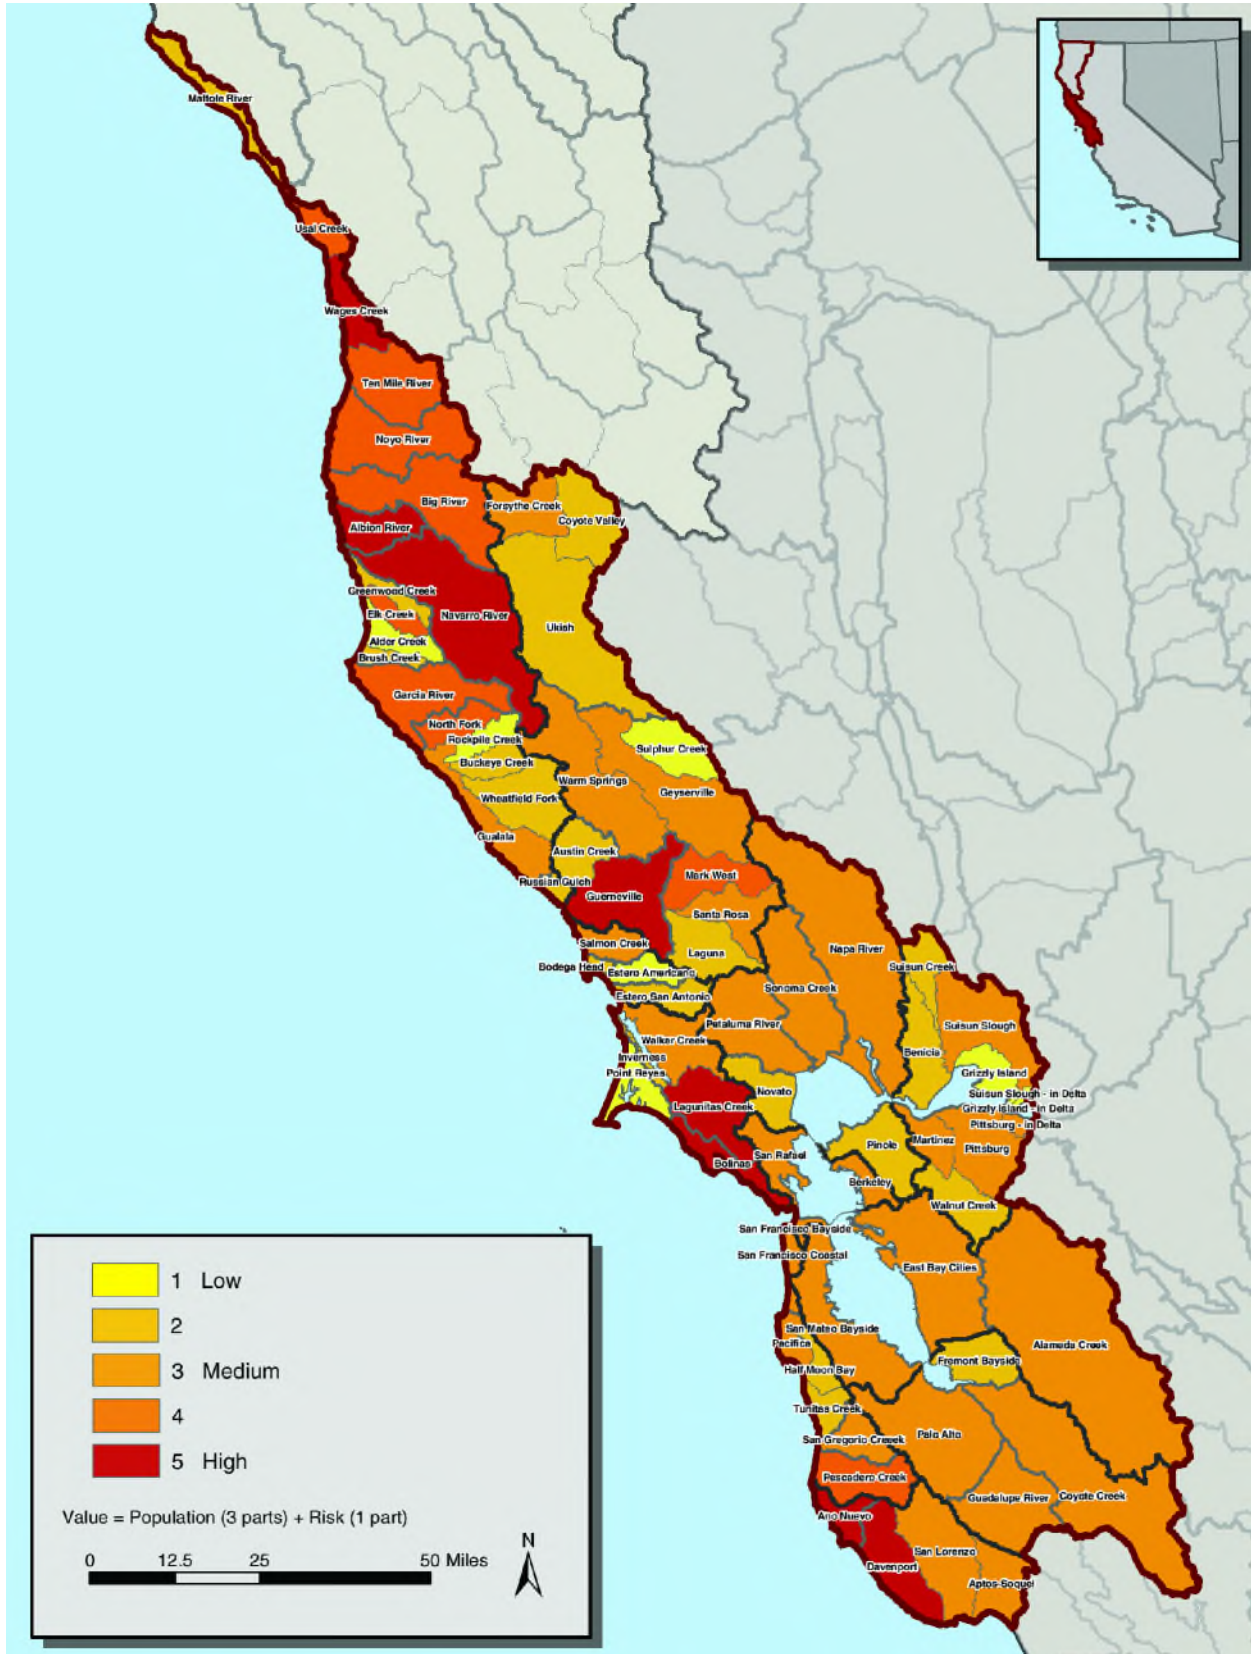 Mattole River
Usal Creek
Wages Creek
Ten Mile River
Noyo River
Big River
Forsythe Creek
Coyote Valley
Albion River
Greenwood Creek
Navarro River
Elk Creek
Ukiah
Alder Creek
Brush Creek
Garcia River
North Fork
Rockpile Creek
Sulphur Creek
Buckeye Creek
Warm Springs
Geyserville
Wheatfield Fork
Gualala
Austin Creek
Mark West
Russian Gulch
Guerneville
Santa Rosa
Salmon Creek
Napa River
Laguna
Bodega Head
Suisun Creek
Estero Americano
Sonoma Creek
Estero San Antonio
Petaluma River
Suisun Slough
Walker Creek
Benicia
Inverness
Point Reyes
Grizzly Island
Novato
Suisun Slough - in Delta
Lagunitas Creek
Grizzly Island - in Delta
Pittsburg - in Delta
Martinez
Pinole
Pittsburg
San Rafael
Bolinas
Berkeley
Walnut Creek
San Francisco Bayside
San Francisco Coastal
East Bay Cities
San Mateo Bayside
Pacifica
Alameda Creek
Fremont Bayside
Half Moon Bay
Tunitas Creek
Palo Alto
San Gregorio Creeek
Pescadero Creek
Guadalupe River
Coyote Creek
Ano Nuevo
San Lorenzo
Davenport
Aptos-Soquel
1 Low
2
3 Medium
4
5 High
Value = Population (3 parts) + Risk (1 part)
0 12.5 25 50 Miles
N